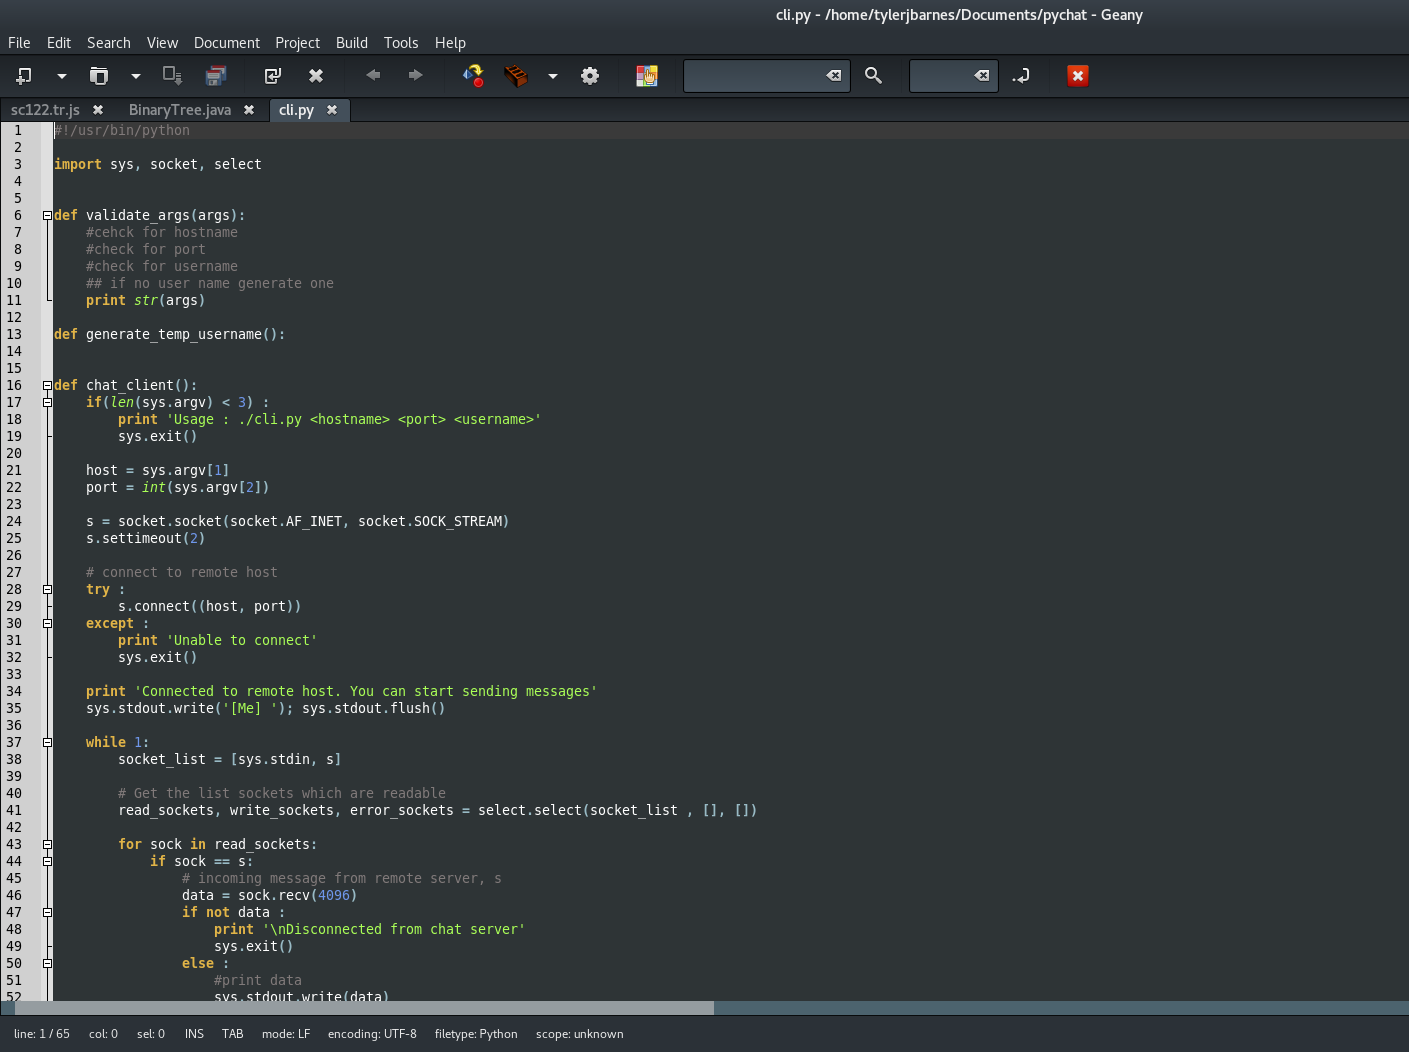 cli.py - /home/tylerjbarnes/Documents/pychat - Geany
File Edit Search View Document Project Build Tools Help
sc122.tr.js BinaryTree.java cli.py
1 #!/usr/bin/python
2
3 import sys, socket, select
4
5
6 def validate_args(args):
7 #cehck for hostname
8 #check for port
9 #check for username
10 ## if no user name generate one
11 print str(args)
12
13 def generate_temp_username():
14
15
16 def chat_client():
17 if(len(sys.argv) < 3) :
18 print 'Usage : ./cli.py <hostname> <port> <username>'
19 sys.exit()
20
21 host = sys.argv[1]
22 port = int(sys.argv[2])
23
24 s = socket.socket(socket.AF_INET, socket.SOCK_STREAM)
25 s.settimeout(2)
26
27 # connect to remote host
28 try :
29 s.connect((host, port))
30 except :
31 print 'Unable to connect'
32 sys.exit()
33
34 print 'Connected to remote host. You can start sending messages'
35 sys.stdout.write('[Me] '); sys.stdout.flush()
36
37 while 1:
38 socket_list = [sys.stdin, s]
39
40 # Get the list sockets which are readable
41 read_sockets, write_sockets, error_sockets = select.select(socket_list , [], [])
42
43 for sock in read_sockets:
44 if sock == s:
45 # incoming message from remote server, s
46 data = sock.recv(4096)
47 if not data :
48 print '\nDisconnected from chat server'
49 sys.exit()
50 else :
51 #print data
52 sys.stdout.write(data)
line: 1 / 65 col: 0 sel: 0 INS TAB mode: LF encoding: UTF-8 filetype: Python scope: unknown